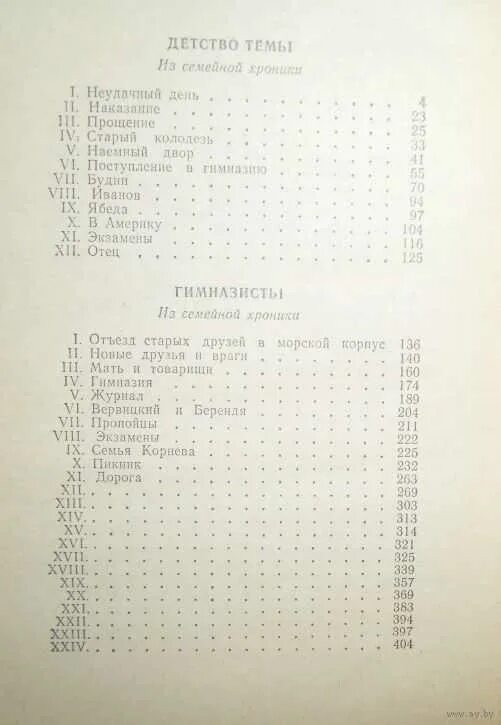 ДЕТСТВО ТЕМЫ
Из семейной хроники
I. Неудачный день . . . . . . . . . 4
II. Наказание . . . . . . . . . . . 23
III. Прощение . . . . . . . . . . . 25
IV. Старый колодезь . . . . . . . . 33
V. Наемный двор . . . . . . . . . . 41
VI. Поступление в гимназию . . . . . 55
VII. Будни . . . . . . . . . . . . . 70
VIII. Иванов . . . . . . . . . . . . 94
IX. Ябеда . . . . . . . . . . . . . 97
X. В Америку . . . . . . . . . . . 104
XI. Экзамены . . . . . . . . . . . 116
XII. Отец . . . . . . . . . . . . . 125
ГИМНАЗИСТЫ
Из семейной хроники
I. Отъезд старых друзей в морской корпус 136
II. Новые друзья и враги . . . . . . 140
III. Мать и товарищи . . . . . . . . 160
IV. Гимназия . . . . . . . . . . . 174
V. Журнал . . . . . . . . . . . . . 189
VI. Вервицкий и Берендя . . . . . . 204
VII. Пропойцы . . . . . . . . . . . 211
VIII. Экзамены . . . . . . . . . . . 222
IX. Семья Корнева . . . . . . . . . 225
X. Пикник . . . . . . . . . . . . . 232
XI. Дорога . . . . . . . . . . . . 263
XII. . . . . . . . . . . . . . . . 269
XIII. . . . . . . . . . . . . . . . 303
XIV. . . . . . . . . . . . . . . . 313
XV. . . . . . . . . . . . . . . . . 314
XVI. . . . . . . . . . . . . . . . 321
XVII. . . . . . . . . . . . . . . . 325
XVIII. . . . . . . . . . . . . . . 339
XIX. . . . . . . . . . . . . . . . 357
XX. . . . . . . . . . . . . . . . . 369
XXI. . . . . . . . . . . . . . . . 383
XXII. . . . . . . . . . . . . . . . 394
XXIII. . . . . . . . . . . . . . . 397
XXIV. . . . . . . . . . . . . . . . 404
www.ay.by